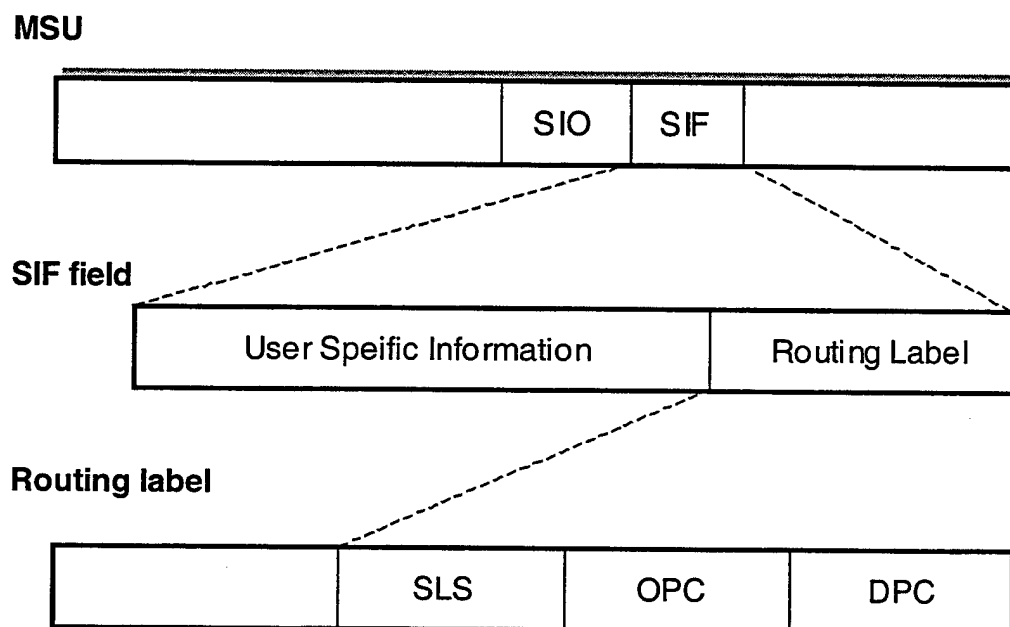 MSU
SIO SIF
SIF field
User Speific Information Routing Label
Routing label
SLS OPC DPC